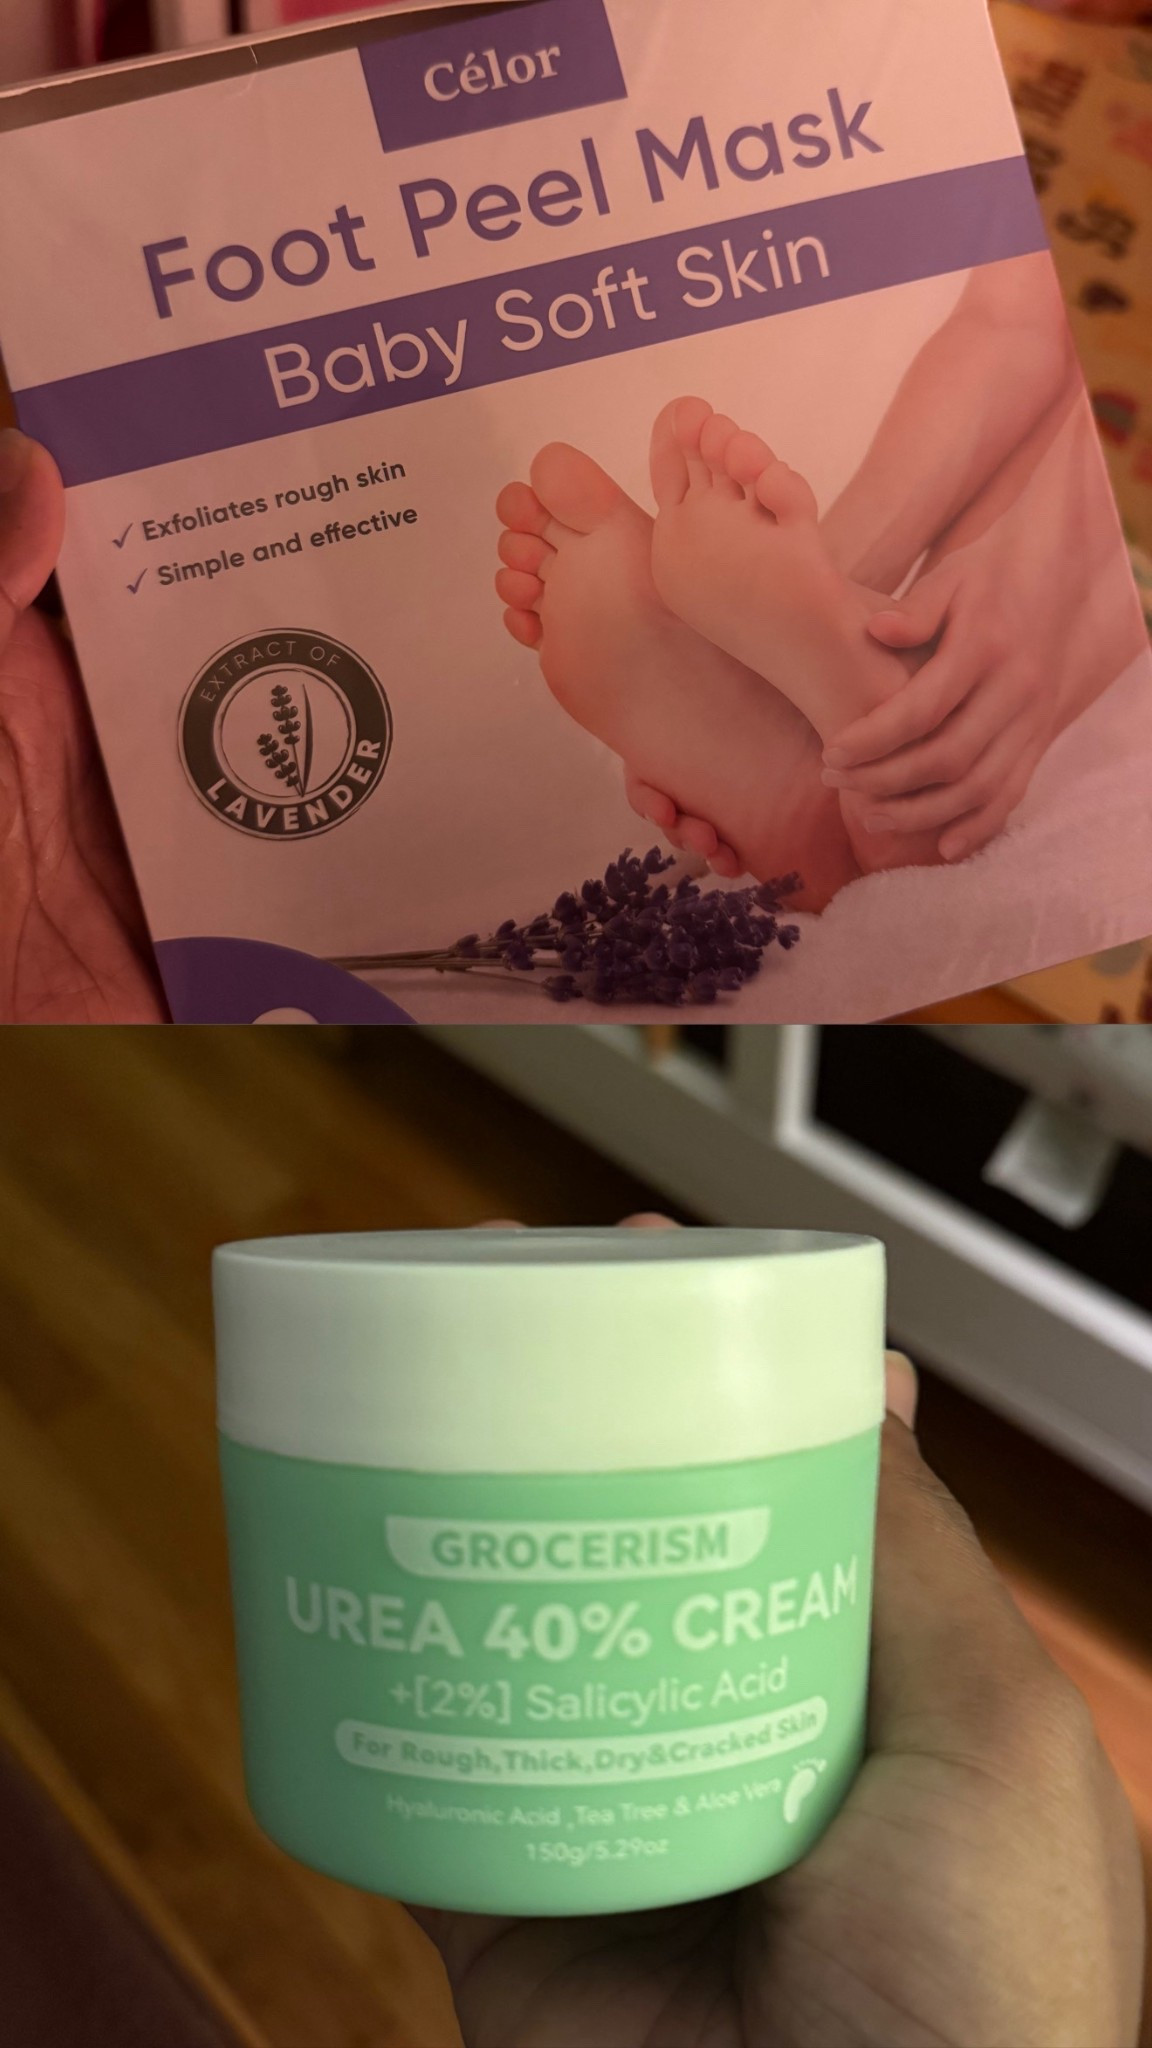 Célor
Foot Peel Mask
Baby Soft Skin
✓ Exfoliates rough skin
✓ Simple and effective
EXTRACT OF
LAVENDER
GROCERISM
UREA 40% CREAM
+[2%] Salicylic Acid
For Rough,Thick,Dry&Cracked Skin
Hyaluronic Acid ,Tea Tree & Aloe Vera
150g/5.29oz